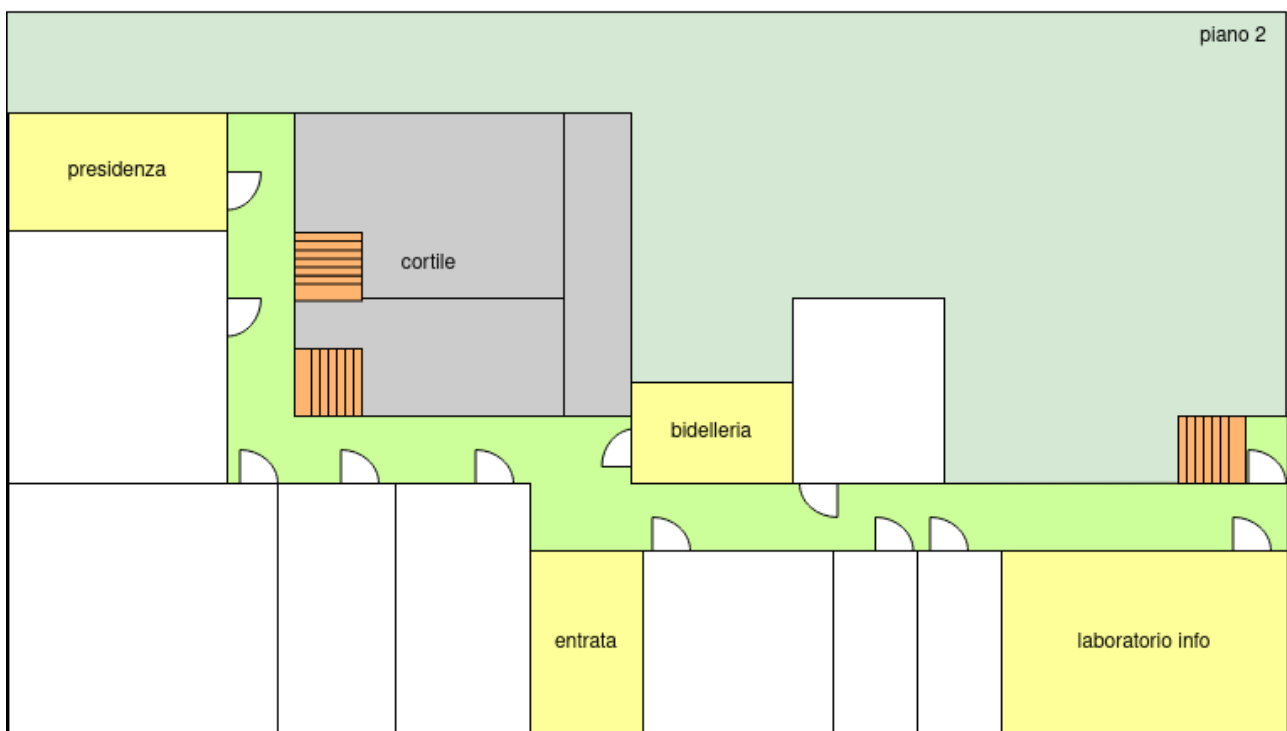 piano 2
presidenza
cortile
bidelleria
entrata
laboratorio info